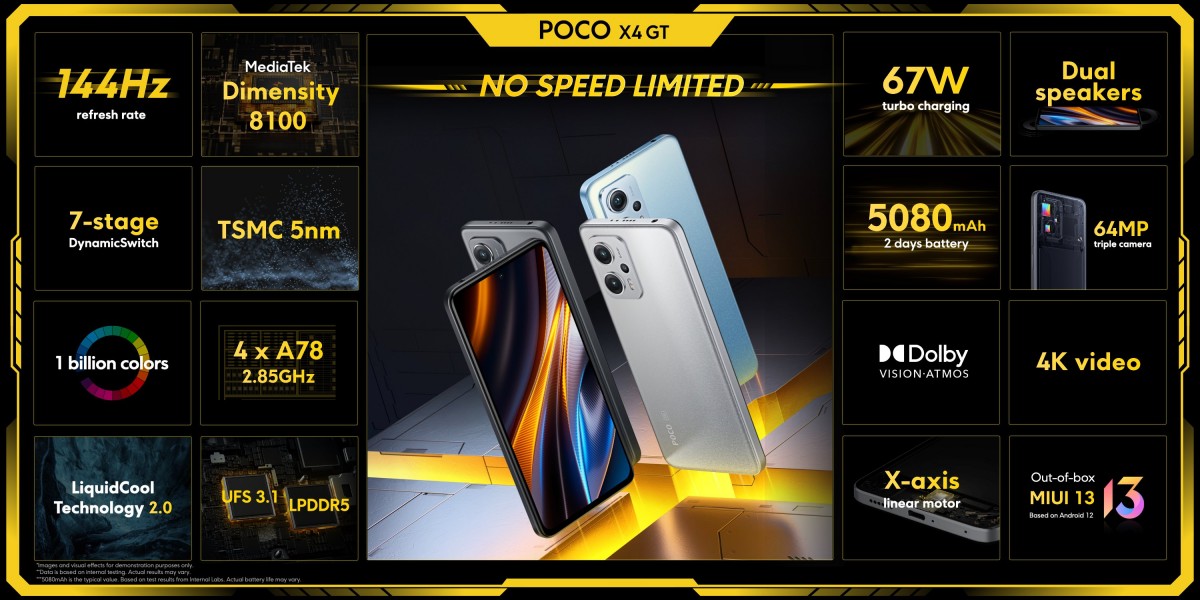 POCO X4 GT
NO SPEED LIMITED
144Hz
refresh rate
MediaTek
Dimensity
8100
7-stage
DynamicSwitch
TSMC 5nm
1 billion colors
4 x A78
2.85GHz
LiquidCool
Technology 2.0
UFS 3.1
LPDDR5
67W
turbo charging
Dual
speakers
5080mAh
2 days battery
64MP
triple camera
Dolby
VISION·ATMOS
4K video
X-axis
linear motor
Out-of-box
MIUI 13
Based on Android 12
13
POCO
*Images and visual effects for demonstration purposes only.
**Data is based on internal testing. Actual results may vary.
***5080mAh is the typical value. Based on test results from Internal Labs. Actual battery life may vary.